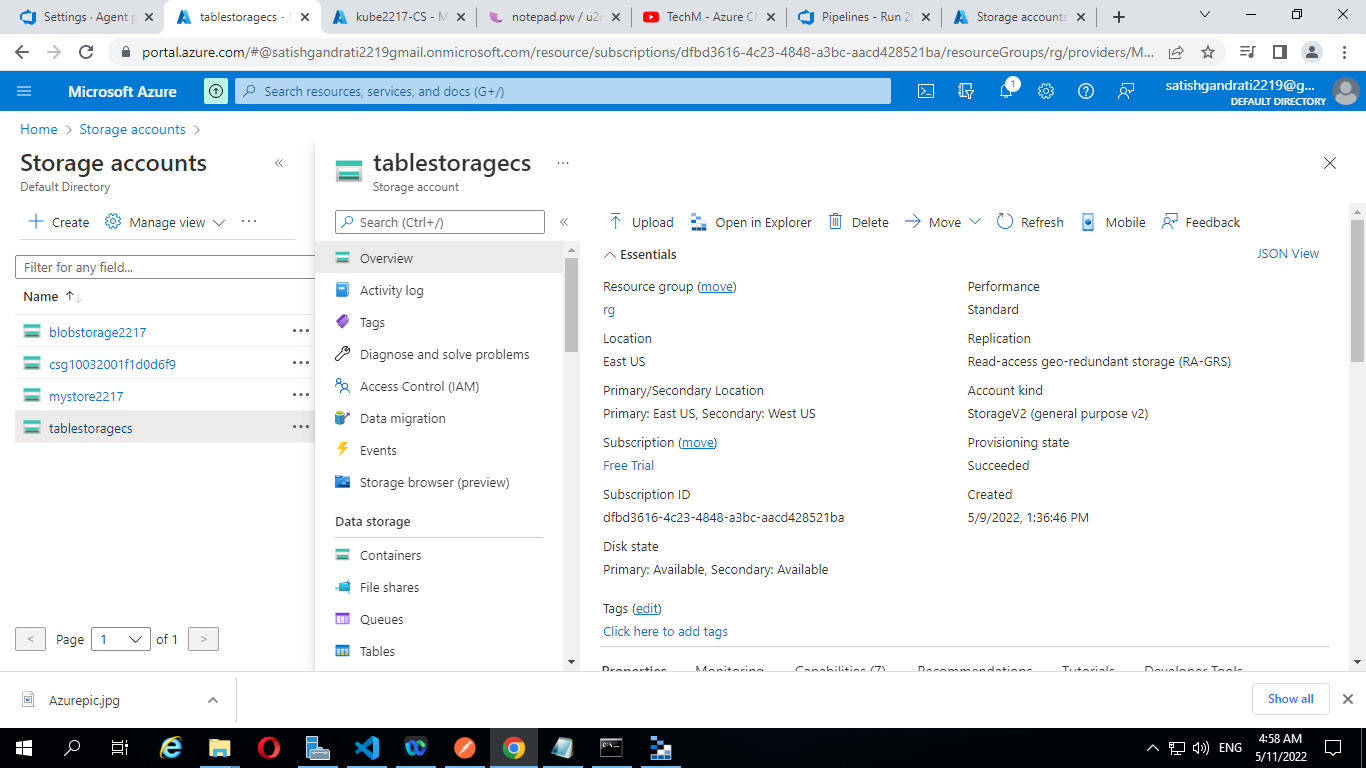 Settings · Agent p
tablestoragecs - M
kube2217-CS - M
notepad.pw / u2
TechM - Azure Cl
Pipelines - Run 2
Storage accounts
portal.azure.com/#@satishgandrati2219gmail.onmicrosoft.com/resource/subscriptions/dfbd3616-4c23-4848-a3bc-aacd428521ba/resourceGroups/rg/providers/M...
Microsoft Azure
Search resources, services, and docs (G+/)
1
satishgandrati2219@g...
DEFAULT DIRECTORY
Home > Storage accounts >
Storage accounts
«
Default Directory
Create
Manage view
...
Filter for any field...
Name ↑↓
blobstorage2217 ...
csg10032001f1d0d6f9 ...
mystore2217 ...
tablestoragecs ...
< Page 1 of 1 >
tablestoragecs ...
Storage account
Search (Ctrl+/)
«
Overview
Activity log
Tags
Diagnose and solve problems
Access Control (IAM)
Data migration
Events
Storage browser (preview)
Data storage
Containers
File shares
Queues
Tables
Upload
Open in Explorer
Delete
Move
Refresh
Mobile
Feedback
Essentials
JSON View
Resource group (move)
rg
Location
East US
Primary/Secondary Location
Primary: East US, Secondary: West US
Subscription (move)
Free Trial
Subscription ID
dfbd3616-4c23-4848-a3bc-aacd428521ba
Disk state
Primary: Available, Secondary: Available
Tags (edit)
Click here to add tags
Performance
Standard
Replication
Read-access geo-redundant storage (RA-GRS)
Account kind
StorageV2 (general purpose v2)
Provisioning state
Succeeded
Created
5/9/2022, 1:36:46 PM
Properties
Monitoring
Capabilities (7)
Recommendations
Tutorials
Developer Tools
Azurepic.jpg
Show all
ENG
4:58 AM
5/11/2022